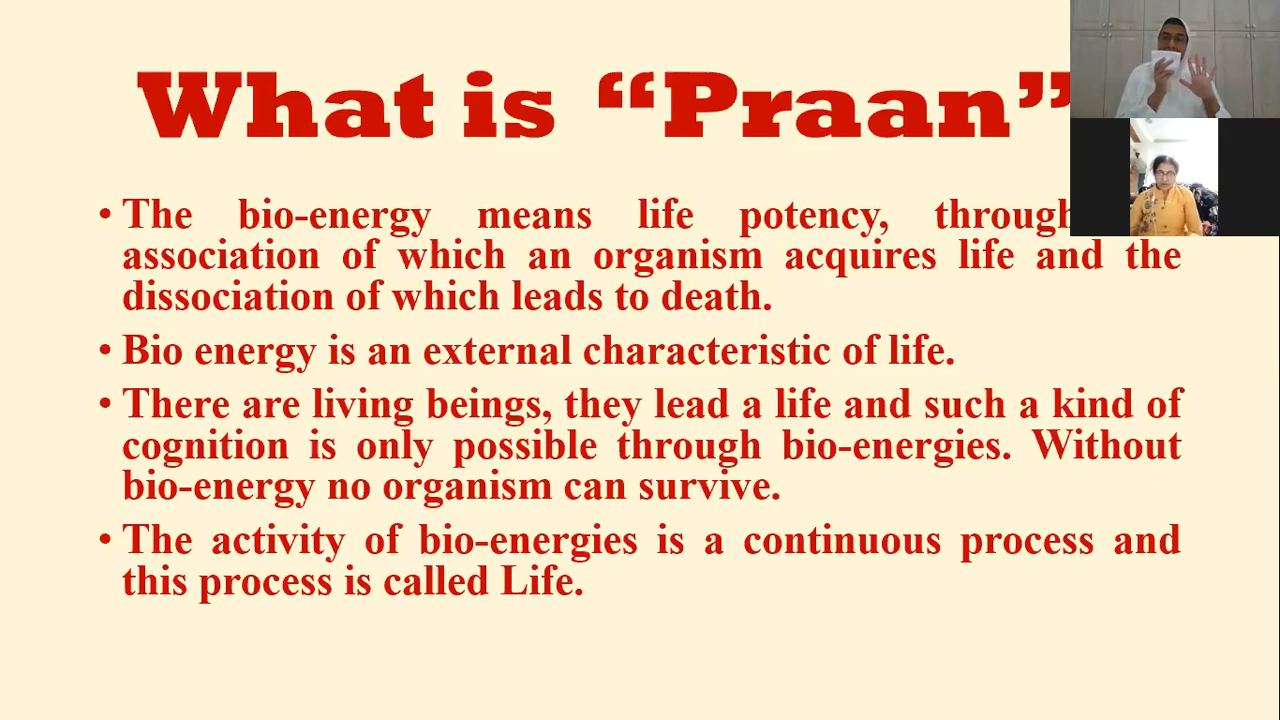 What is “Praan”
• The bio-energy means life potency, through
association of which an organism acquires life and the
dissociation of which leads to death.
• Bio energy is an external characteristic of life.
• There are living beings, they lead a life and such a kind of
cognition is only possible through bio-energies. Without
bio-energy no organism can survive.
• The activity of bio-energies is a continuous process and
this process is called Life.